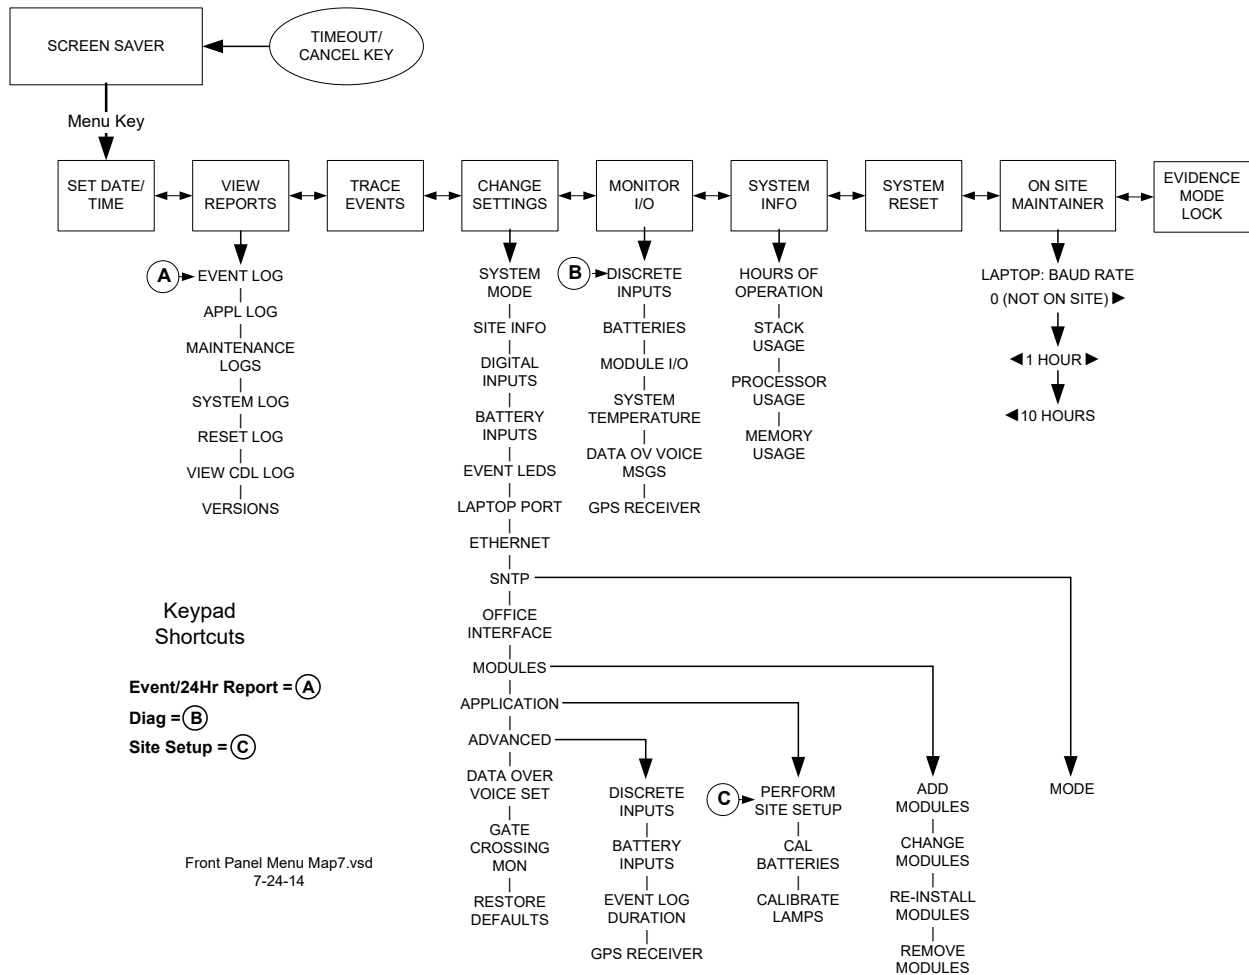 SCREEN SAVER
TIMEOUT/
CANCEL KEY
Menu Key
SET DATE/
TIME
VIEW
REPORTS
TRACE
EVENTS
CHANGE
SETTINGS
MONITOR
I/O
SYSTEM
INFO
SYSTEM
RESET
ON SITE
MAINTAINER
EVIDENCE
MODE
LOCK
A
EVENT LOG
APPL LOG
MAINTENANCE
LOGS
SYSTEM LOG
RESET LOG
VIEW CDL LOG
VERSIONS
SYSTEM
MODE
SITE INFO
DIGITAL
INPUTS
BATTERY
INPUTS
EVENT LEDS
LAPTOP PORT
ETHERNET
SNTP
OFFICE
INTERFACE
MODULES
APPLICATION
ADVANCED
DATA OVER
VOICE SET
GATE
CROSSING
MON
RESTORE
DEFAULTS
B
DISCRETE
INPUTS
BATTERIES
MODULE I/O
SYSTEM
TEMPERATURE
DATA OV VOICE
MSGS
GPS RECEIVER
HOURS OF
OPERATION
STACK
USAGE
PROCESSOR
USAGE
MEMORY
USAGE
LAPTOP: BAUD RATE
0 (NOT ON SITE) ►
◄ 1 HOUR ►
◄ 10 HOURS
DISCRETE
INPUTS
BATTERY
INPUTS
EVENT LOG
DURATION
GPS RECEIVER
C
PERFORM
SITE SETUP
CAL
BATTERIES
CALIBRATE
LAMPS
ADD
MODULES
CHANGE
MODULES
RE-INSTALL
MODULES
REMOVE
MODULES
MODE
Keypad
Shortcuts
Event/24Hr Report = A
Diag = B
Site Setup = C
Front Panel Menu Map7.vsd
7-24-14